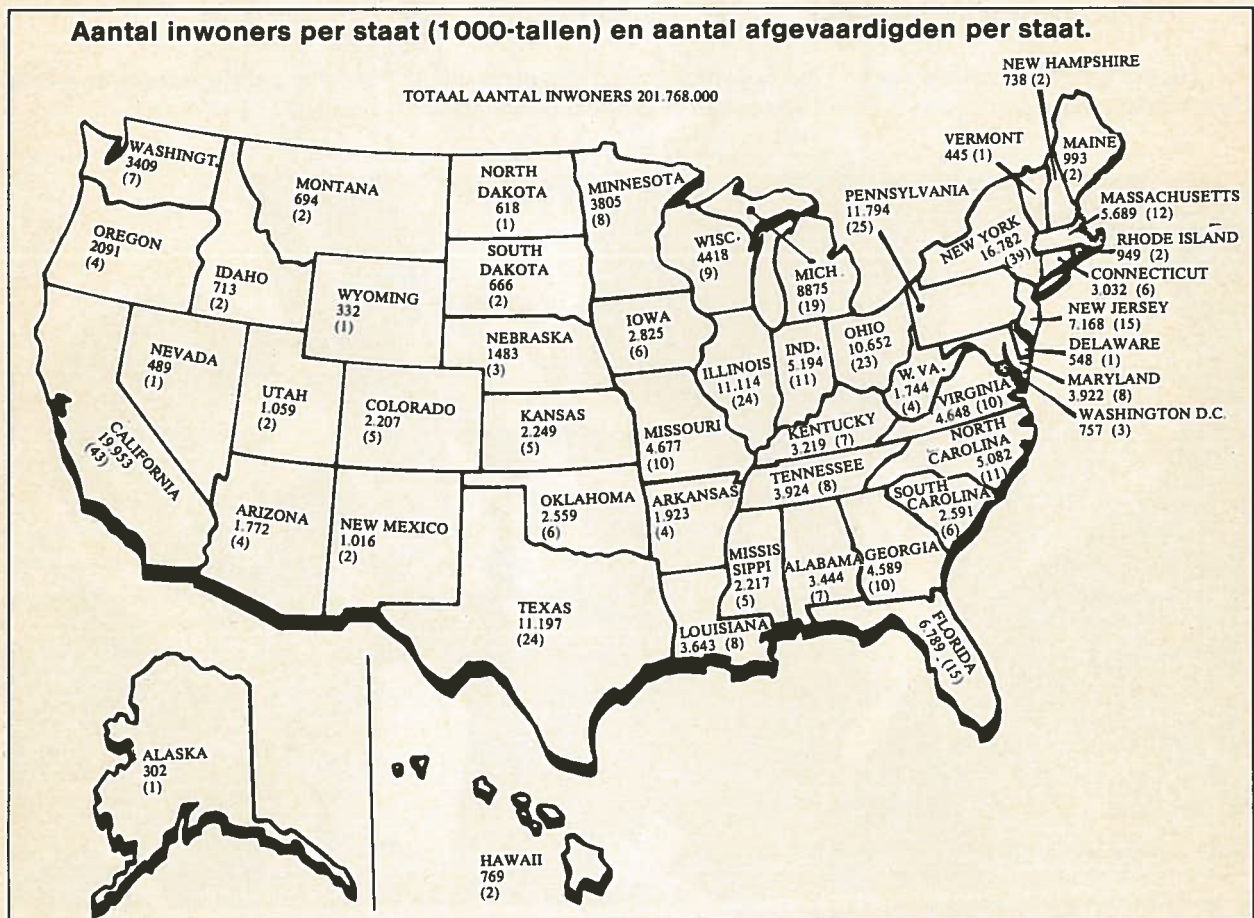 Aantal inwoners per staat (1000-tallen) en aantal afgevaardigden per staat.
TOTAAL AANTAL INWONERS 201.768.000
NEW HAMPSHIRE
738 (2)
VERMONT
445 (1)
MAINE
993
(2)
WASHINGT.
3409
(7)
MONTANA
694
(2)
NORTH
DAKOTA
618
(1)
MINNESOTA
3805
(8)
PENNSYLVANIA
11.794
(25)
MASSACHUSETTS
5.689 (12)
OREGON
2091
(4)
IDAHO
713
(2)
WYOMING
332
(1)
SOUTH
DAKOTA
666
(2)
WISC.
4418
(9)
MICH.
8875
(19)
NEW YORK
16.782
(39)
RHODE ISLAND
949 (2)
CONNECTICUT
3.032 (6)
NEW JERSEY
7.168 (15)
DELAWARE
548 (1)
MARYLAND
3.922 (8)
WASHINGTON D.C.
757 (3)
NEVADA
489
(1)
UTAH
1.059
(2)
COLORADO
2.207
(5)
NEBRASKA
1483
(3)
IOWA
2.825
(6)
ILLINOIS
11.114
(24)
IND.
5.194
(11)
OHIO
10.652
(23)
W. VA.
1.744
(4)
VIRGINIA
4.648 (10)
CALIFORNIA
19.953
(43)
KANSAS
2.249
(5)
MISSOURI
4.677
(10)
KENTUCKY
3.219 (7)
NORTH
CAROLINA
5.082
(11)
TENNESSEE
3.924 (8)
SOUTH
CAROLINA
2.591
(6)
ARIZONA
1.772
(4)
NEW MEXICO
1.016
(2)
OKLAHOMA
2.559
(6)
ARKANSAS
1.923
(4)
MISSIS
SIPPI
2.217
(5)
ALABAMA
3.444
(7)
GEORGIA
4.589
(10)
TEXAS
11.197
(24)
LOUISIANA
3.643 (8)
FLORIDA
6.789 (15)
ALASKA
302
(1)
HAWAII
769
(2)